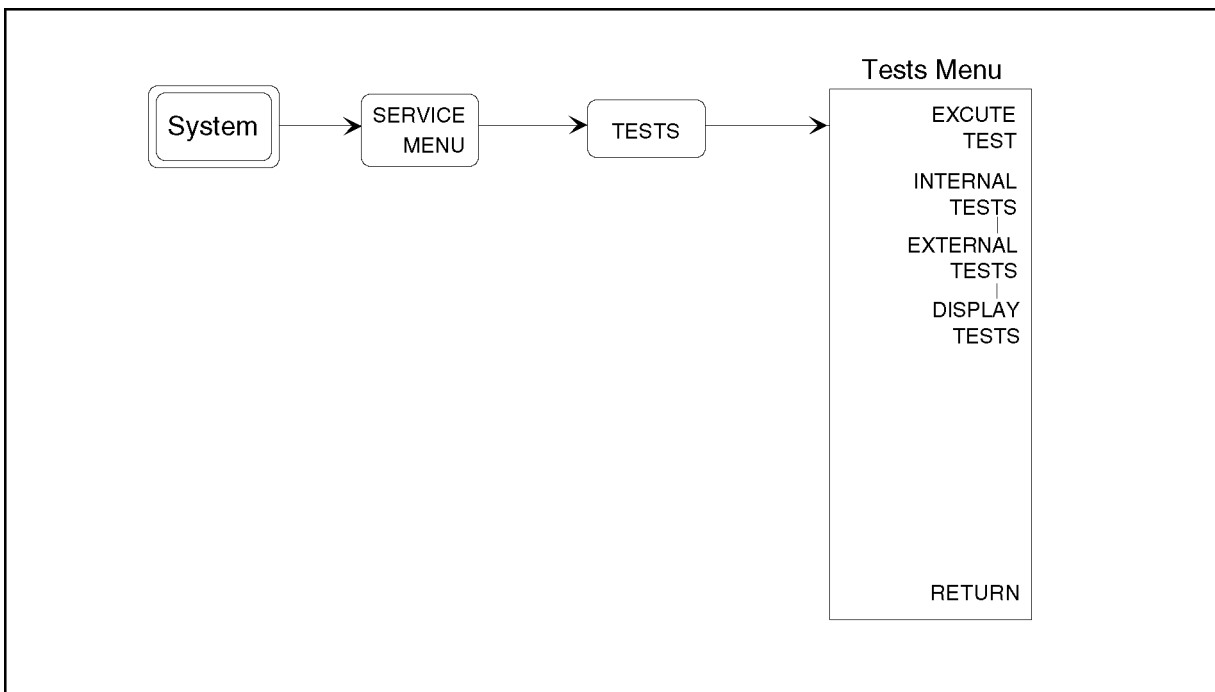 Tests Menu
System
SERVICE
MENU
TESTS
EXCUTE
TEST
INTERNAL
TESTS
EXTERNAL
TESTS
DISPLAY
TESTS
RETURN